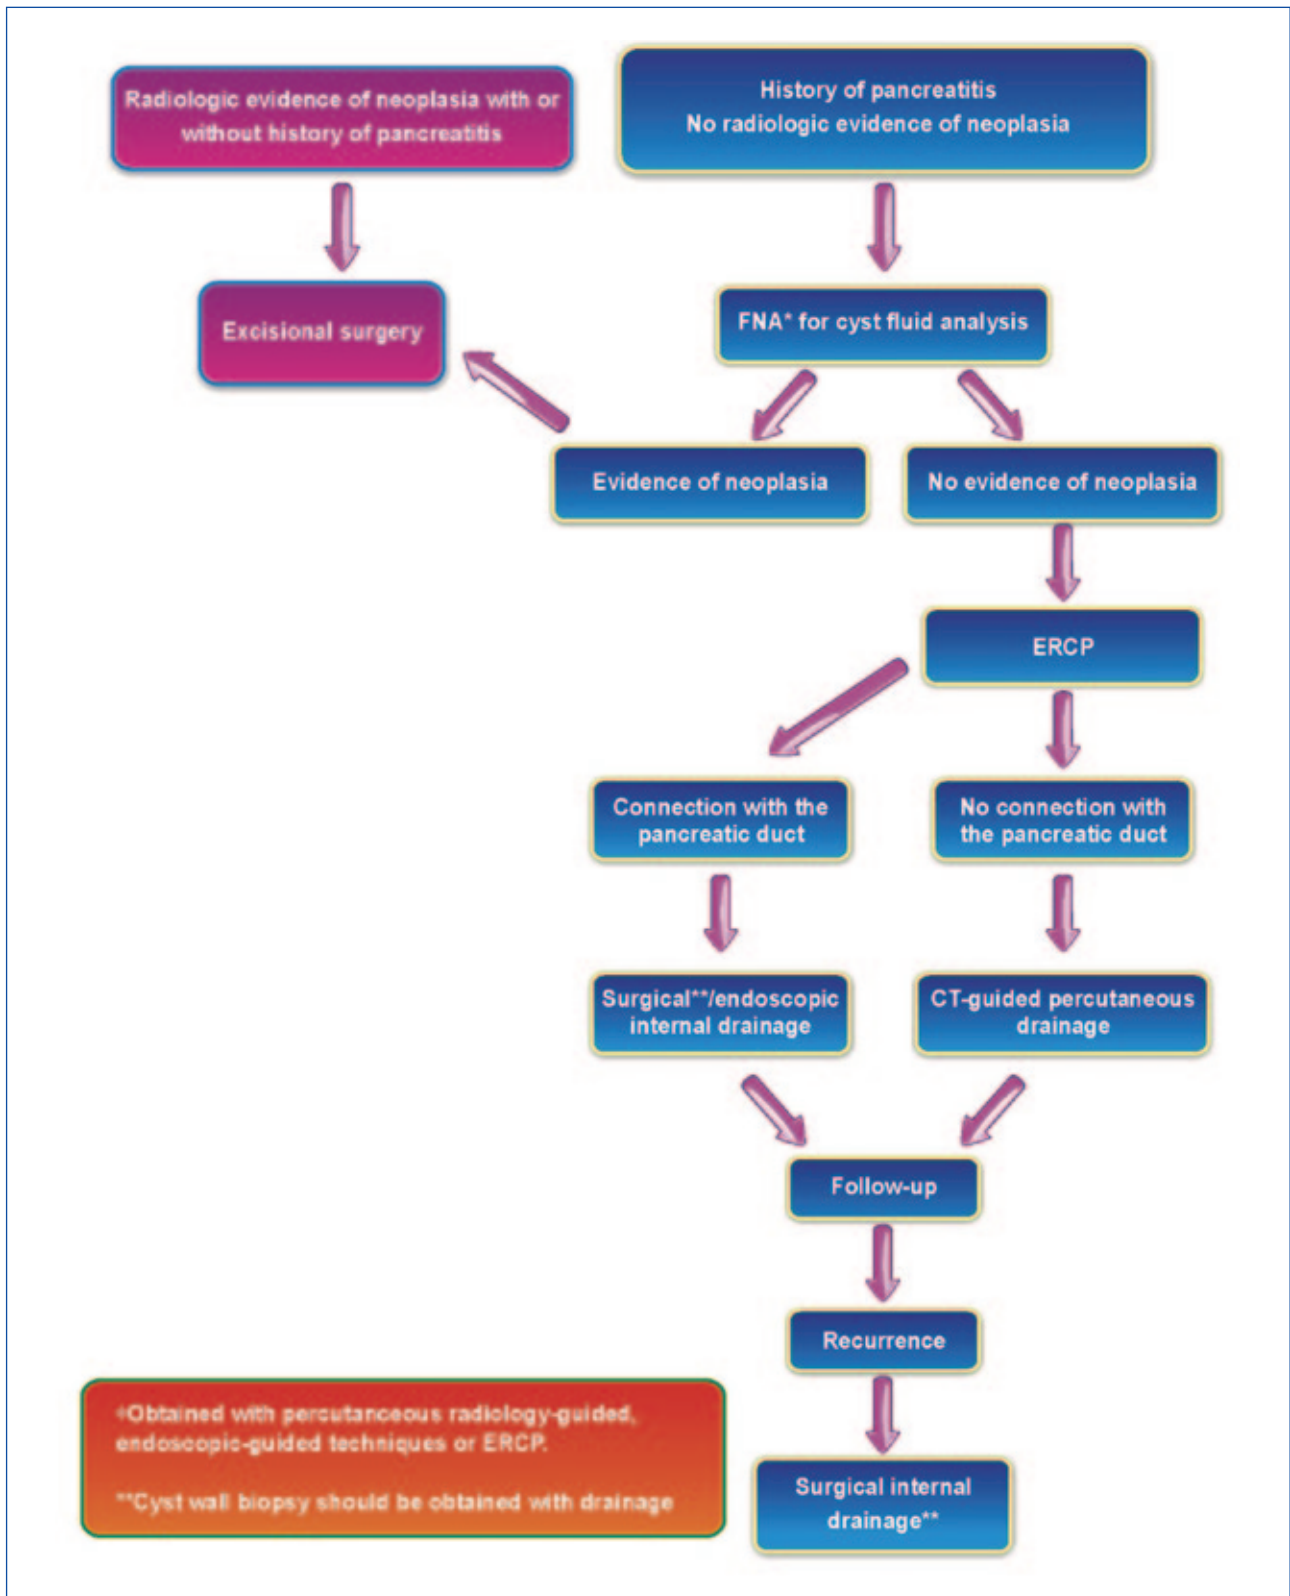 Radiologic evidence of neoplasia with or
without history of pancreatitis
History of pancreatitis
No radiologic evidence of neoplasia
Excisional surgery
FNA* for cyst fluid analysis
Evidence of neoplasia
No evidence of neoplasia
ERCP
Connection with the
pancreatic duct
No connection with
the pancreatic duct
Surgical**/endoscopic
internal drainage
CT-guided percutaneous
drainage
Follow-up
Recurrence
*Obtained with percutanceous radiology-guided,
endoscopic-guided techniques or ERCP.
**Cyst wall biopsy should be obtained with drainage
Surgical internal
drainage**